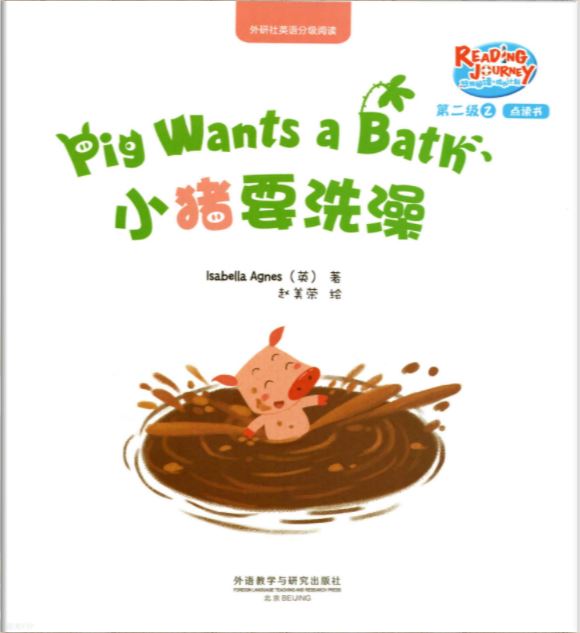 外研社英语分级阅读
READING
JOURNEY
第二级 2 点读书
Pig Wants a Bath
小猪要洗澡
Isabella Agnes（英） 著
赵美荣 绘
外语教学与研究出版社
FOREIGN LANGUAGE TEACHING AND RESEARCH PRESS
北京 BEIJING